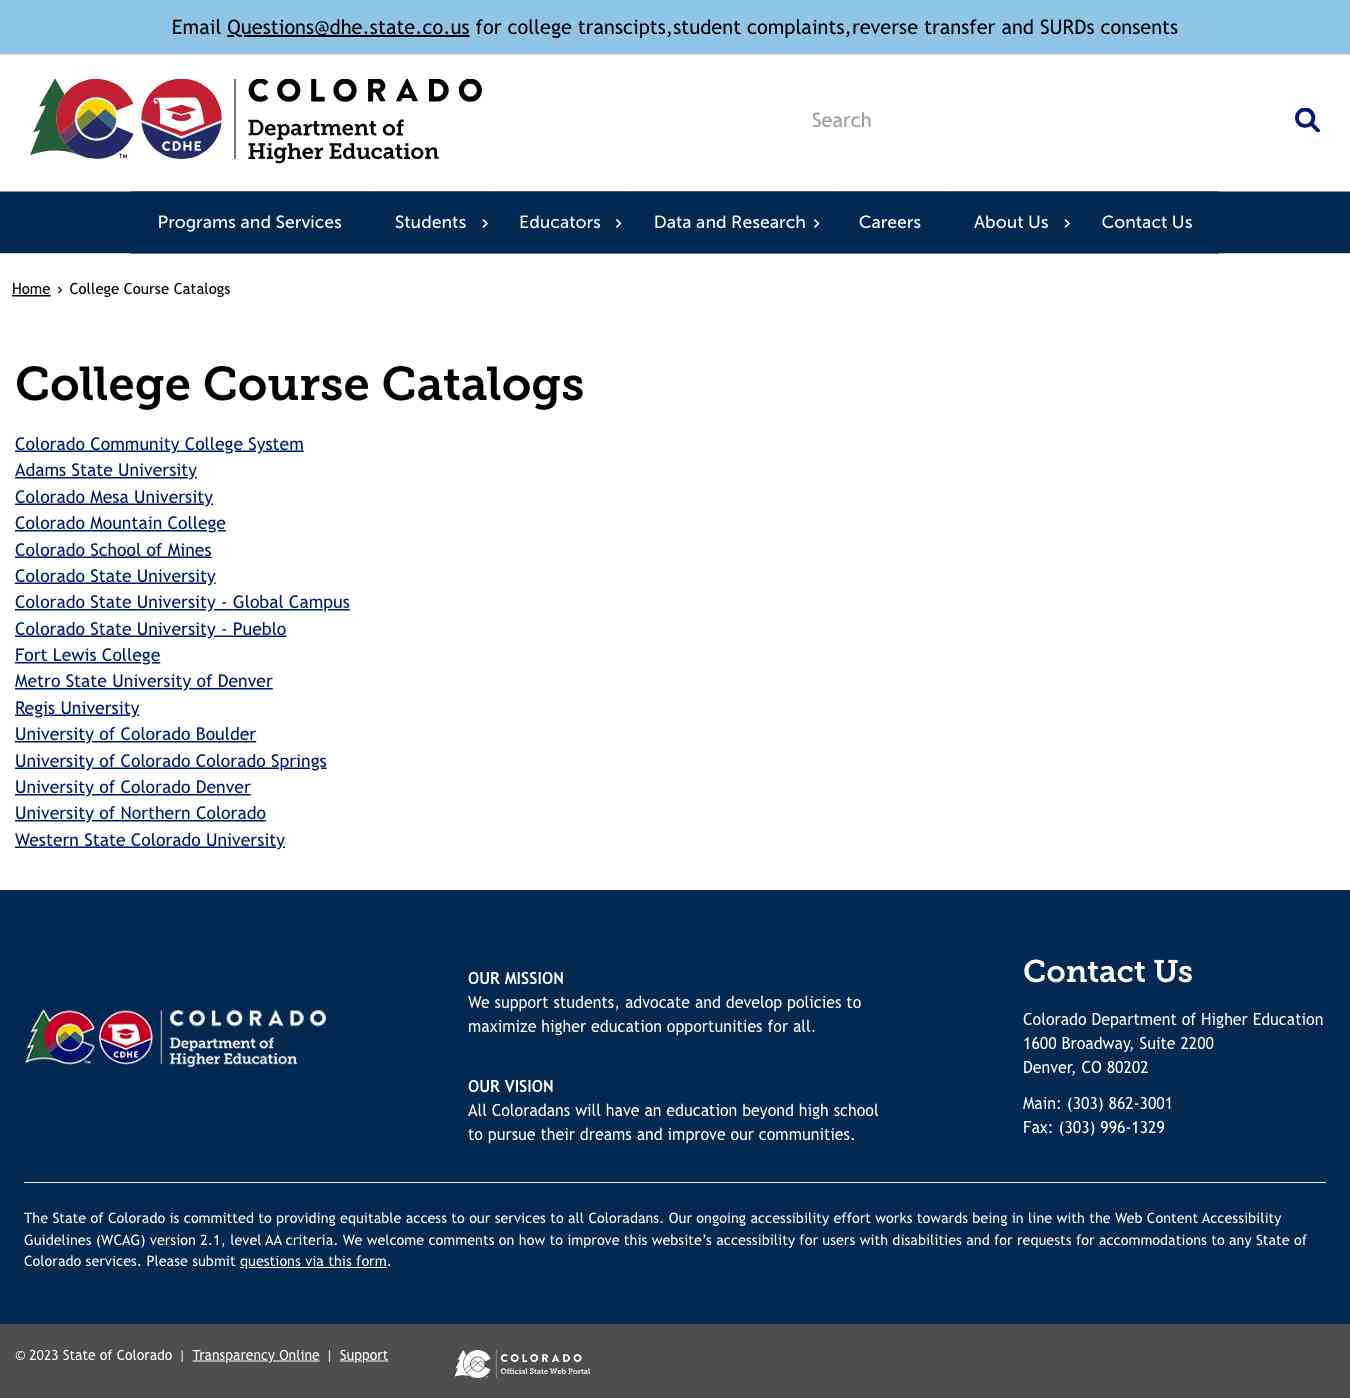 Email Questions@dhe.state.co.us for college transcipts,student complaints,reverse transfer and SURDs consents
COLORADO
Department of
Higher Education
CDHE
TM
Search
Programs and Services
Students
Educators
Data and Research
Careers
About Us
Contact Us
Home › College Course Catalogs
College Course Catalogs
Colorado Community College System
Adams State University
Colorado Mesa University
Colorado Mountain College
Colorado School of Mines
Colorado State University
Colorado State University - Global Campus
Colorado State University - Pueblo
Fort Lewis College
Metro State University of Denver
Regis University
University of Colorado Boulder
University of Colorado Colorado Springs
University of Colorado Denver
University of Northern Colorado
Western State Colorado University
COLORADO
Department of
Higher Education
CDHE
OUR MISSION
We support students, advocate and develop policies to
maximize higher education opportunities for all.
OUR VISION
All Coloradans will have an education beyond high school
to pursue their dreams and improve our communities.
Contact Us
Colorado Department of Higher Education
1600 Broadway, Suite 2200
Denver, CO 80202
Main: (303) 862-3001
Fax: (303) 996-1329
The State of Colorado is committed to providing equitable access to our services to all Coloradans. Our ongoing accessibility effort works towards being in line with the Web Content Accessibility
Guidelines (WCAG) version 2.1, level AA criteria. We welcome comments on how to improve this website’s accessibility for users with disabilities and for requests for accommodations to any State of
Colorado services. Please submit questions via this form.
© 2023 State of Colorado | Transparency Online | Support
COLORADO
Official State Web Portal